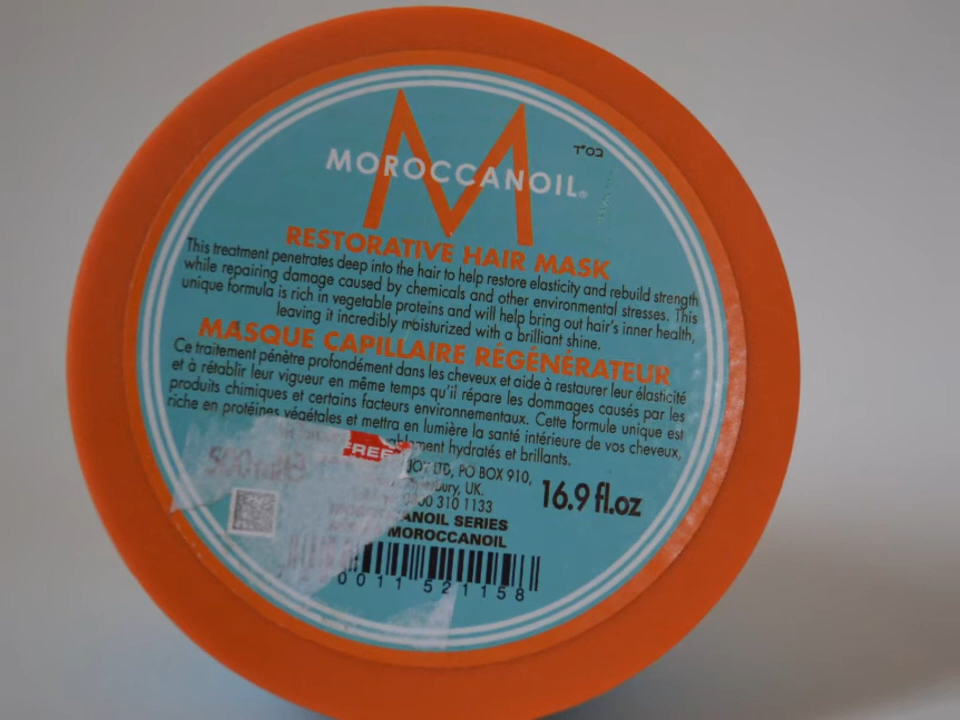 בס"ד
MOROCCANOIL®
RESTORATIVE HAIR MASK
This treatment penetrates deep into the hair to help restore elasticity and rebuild strength
while repairing damage caused by chemicals and other environmental stresses. This
unique formula is rich in vegetable proteins and will help bring out hair's inner health,
leaving it incredibly moisturized with a brilliant shine.
MASQUE CAPILLAIRE RÉGÉNÉRATEUR
Ce traitement pénètre profondément dans les cheveux et aide à restaurer leur élasticité
et à rétablir leur vigueur en même temps qu'il répare les dommages causés par les
produits chimiques et certains facteurs environnementaux. Cette formule unique est
riche en protéines végétales et mettra en lumière la santé intérieure de vos cheveux,
hydratés et brillants.
FREE
LTD, PO BOX 910,
UK.
310 1133
16.9 fl.oz
SERIES
MOROCCANOIL
0011 521158